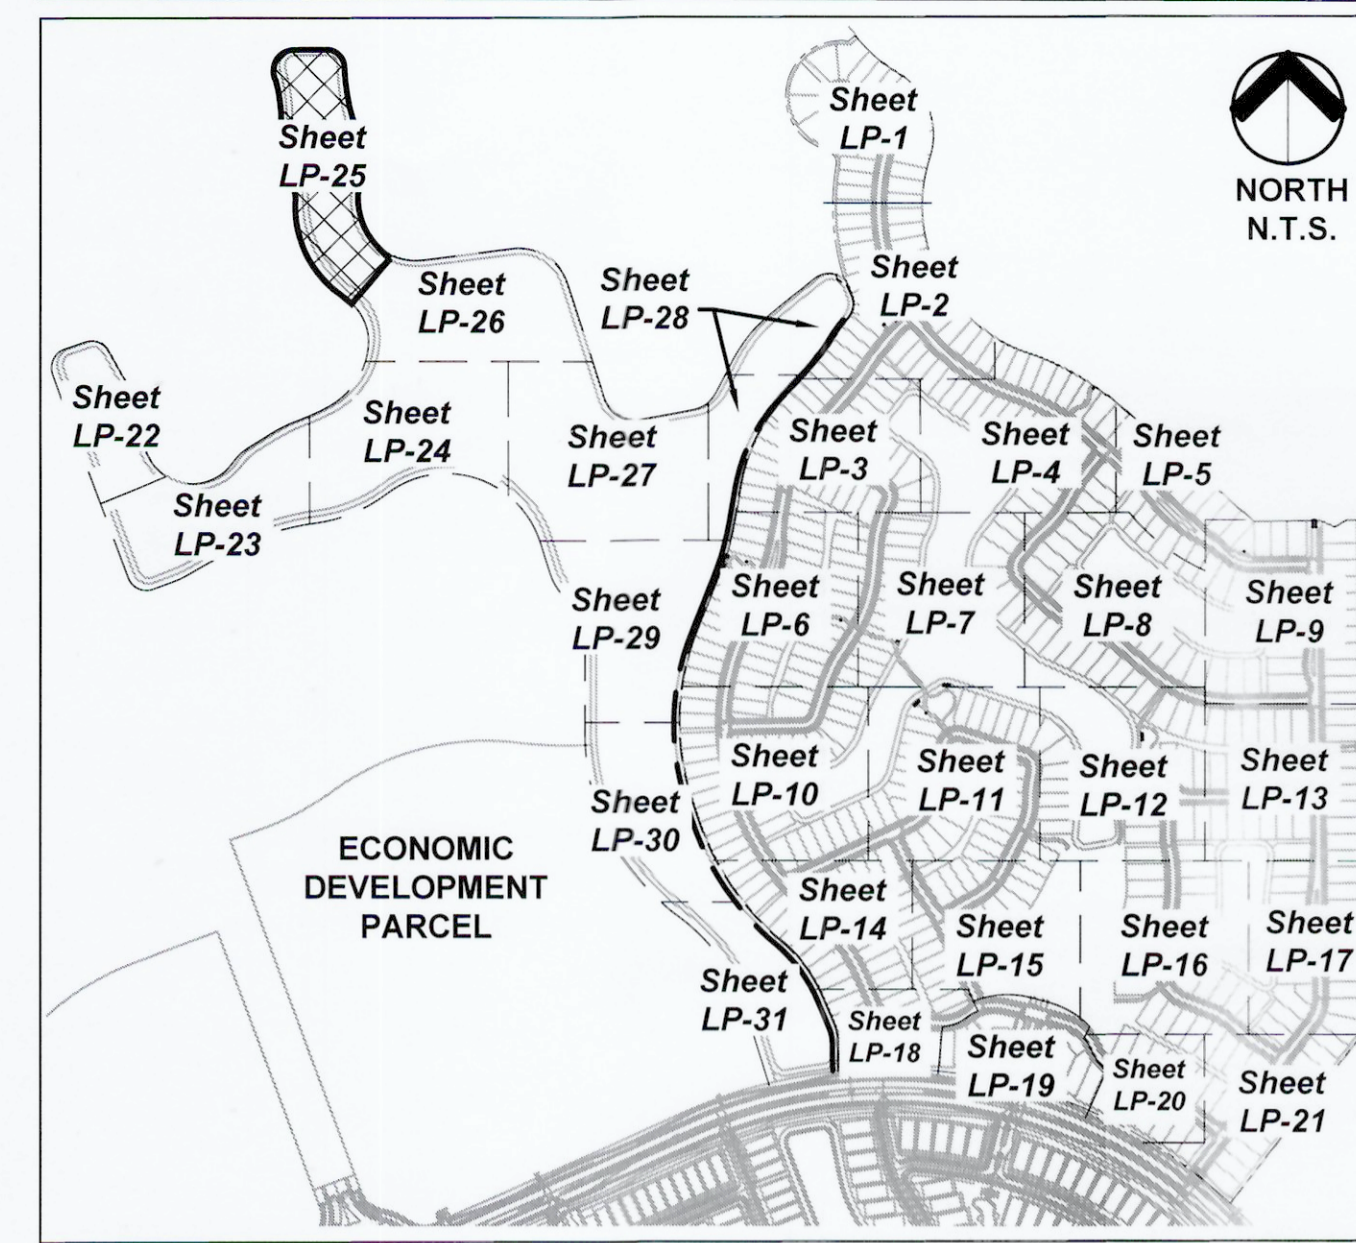 Sheet
LP-1
NORTH
N.T.S.
Sheet
LP-25
Sheet
LP-2
Sheet
LP-28
Sheet
LP-26
Sheet
LP-22
Sheet
LP-24
Sheet
LP-27
Sheet
LP-3
Sheet
LP-4
Sheet
LP-5
Sheet
LP-23
Sheet
LP-29
Sheet
LP-6
Sheet
LP-7
Sheet
LP-8
Sheet
LP-9
Sheet
LP-30
Sheet
LP-10
Sheet
LP-11
Sheet
LP-12
Sheet
LP-13
ECONOMIC
DEVELOPMENT
PARCEL
Sheet
LP-14
Sheet
LP-15
Sheet
LP-16
Sheet
LP-17
Sheet
LP-31
Sheet
LP-18
Sheet
LP-19
Sheet
LP-20
Sheet
LP-21